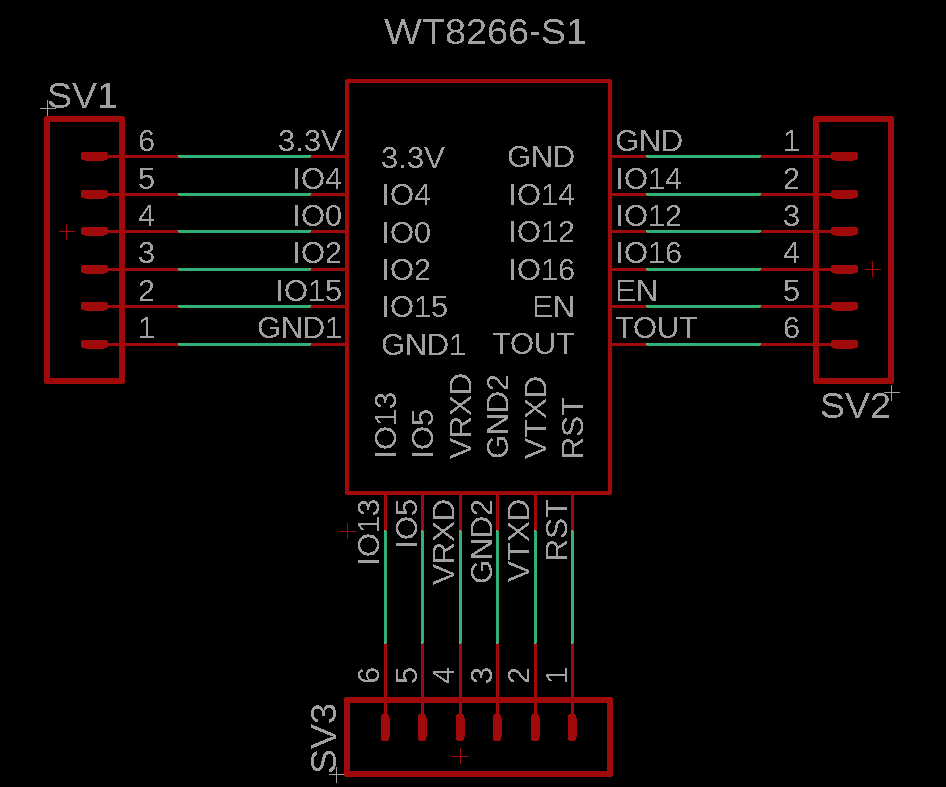 WT8266-S1
SV1
6 3.3V 3.3V GND GND 1
5 IO4 IO4 IO14 IO14 2
4 IO0 IO0 IO12 IO12 3
3 IO2 IO2 IO16 IO16 4
2 IO15 IO15 EN EN 5
1 GND1 GND1 TOUT TOUT 6
SV2
IO13 IO5 VRXD GND2 VTXD RST
IO13 IO5 VRXD GND2 VTXD RST
6 5 4 3 2 1
SV3